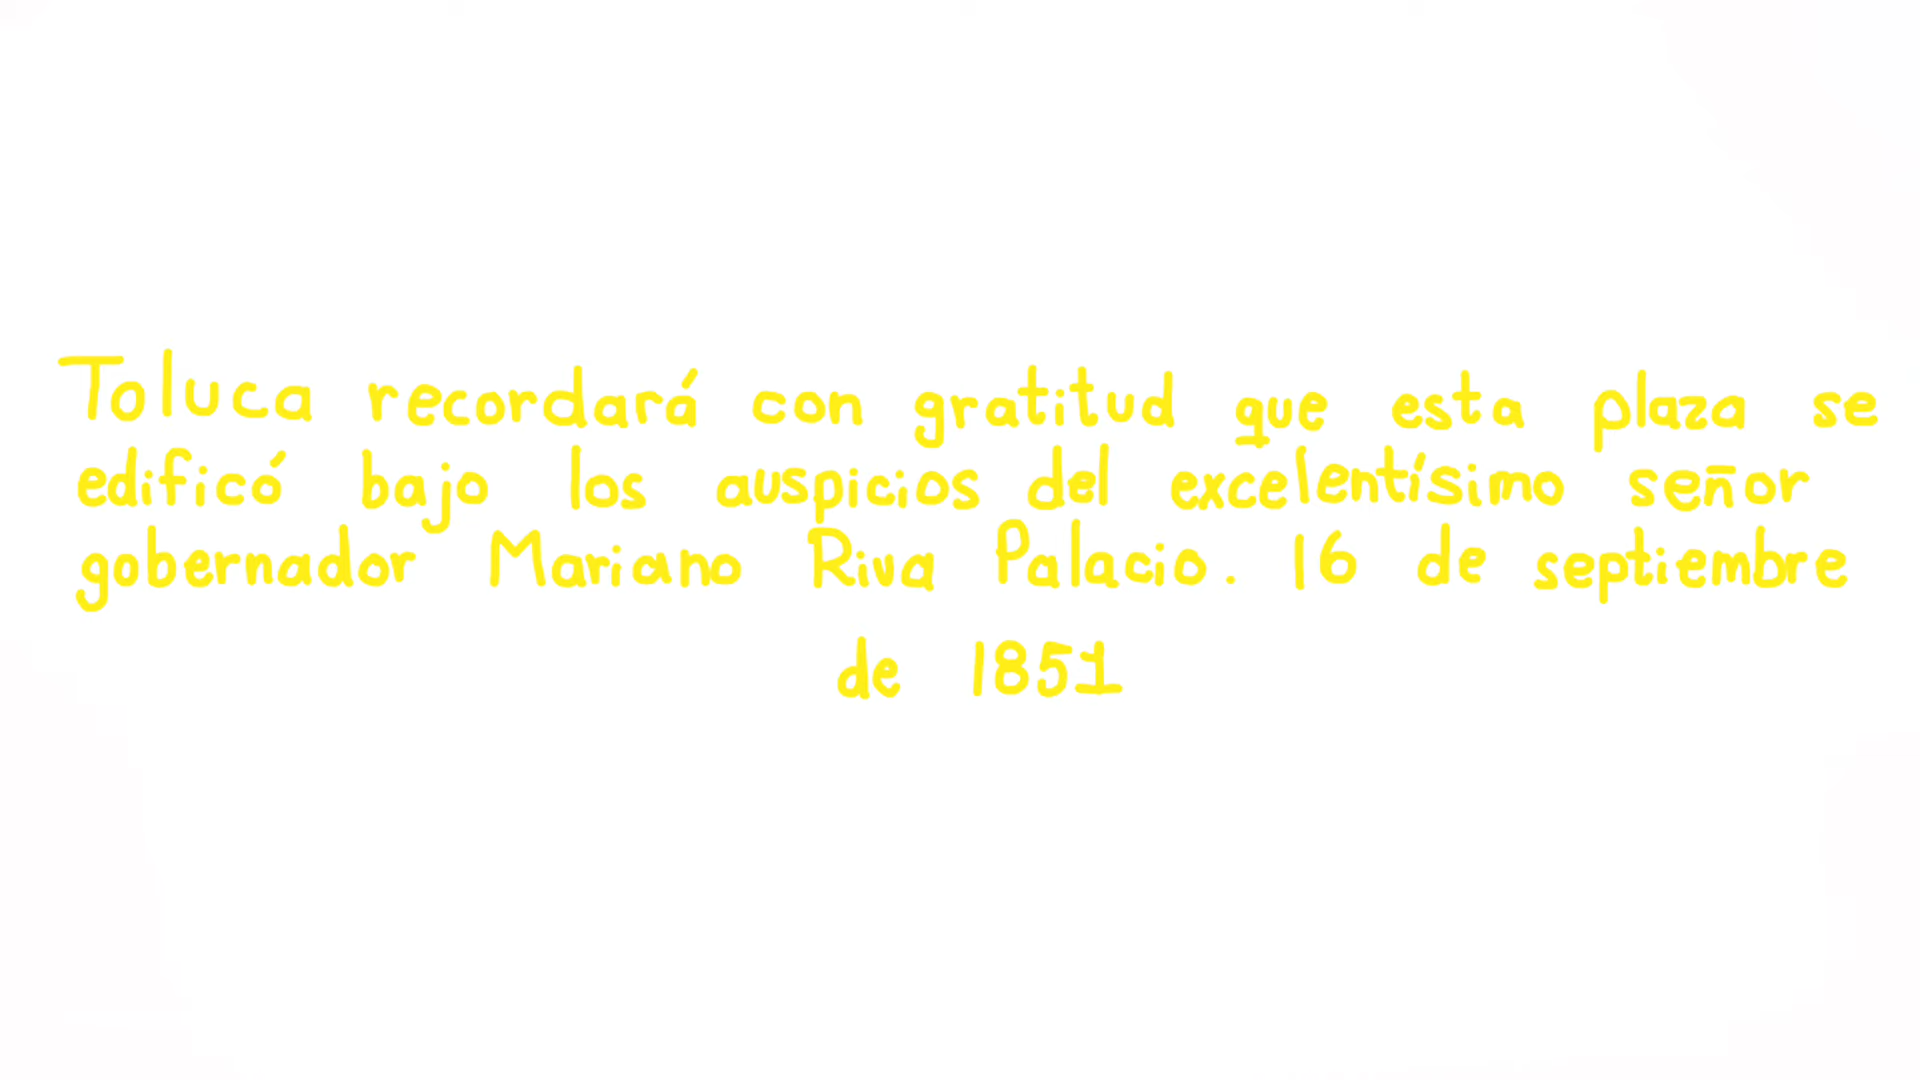 Toluca recordará con gratitud que esta plaza se
edificó bajo los auspicios del excelentísimo señor
gobernador Mariano Riva Palacio. 16 de septiembre
de 1851